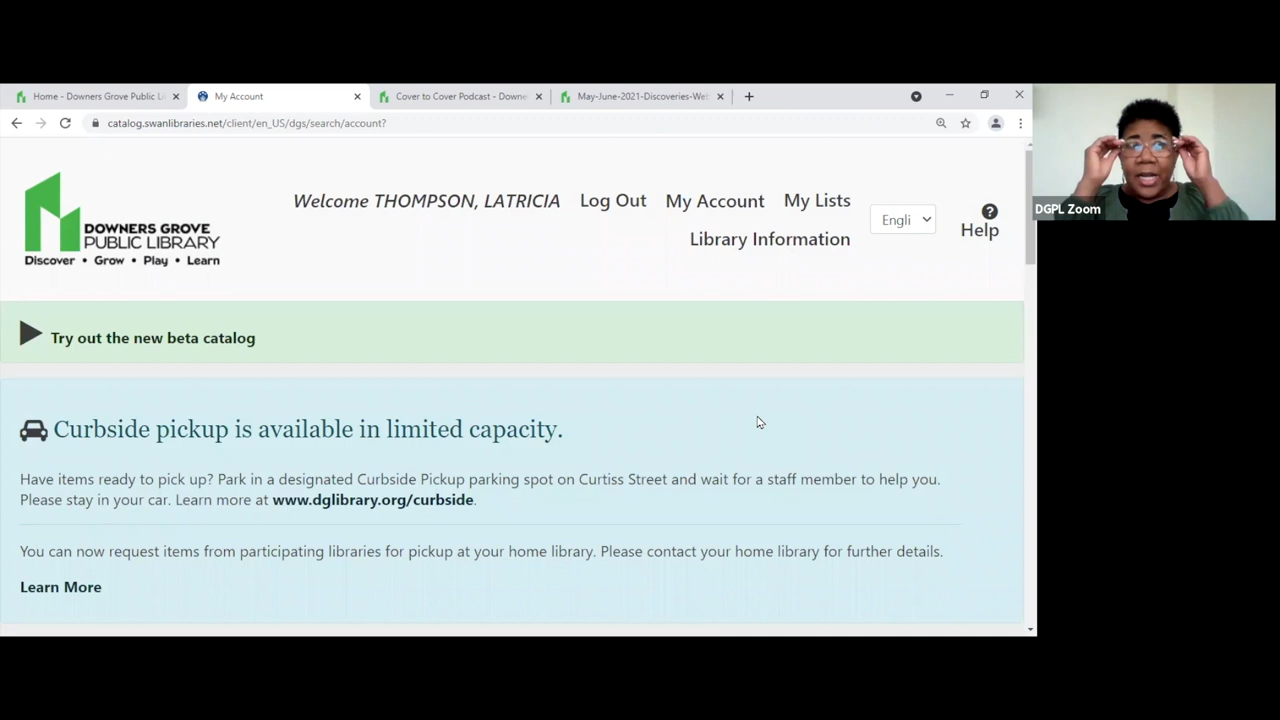 Home - Downers Grove Public Li
My Account
Cover to Cover Podcast - Downe
May-June-2021-Discoveries-Web
catalog.swanlibraries.net/client/en_US/dgs/search/account?
DOWNERS GROVE
PUBLIC LIBRARY
Discover • Grow • Play • Learn
Welcome THOMPSON, LATRICIA Log Out My Account My Lists
Library Information
Engli
Help
DGPL Zoom
Try out the new beta catalog
Curbside pickup is available in limited capacity.
Have items ready to pick up? Park in a designated Curbside Pickup parking spot on Curtiss Street and wait for a staff member to help you.
Please stay in your car. Learn more at www.dglibrary.org/curbside.
You can now request items from participating libraries for pickup at your home library. Please contact your home library for further details.
Learn More